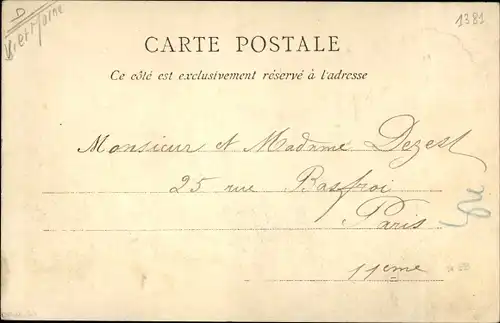 D
1381
CARTE POSTALE
Ce côté est exclusivement réservé à l'adresse
Monsieur et Madame Dezest
25 rue Basfroi
Paris
11eme